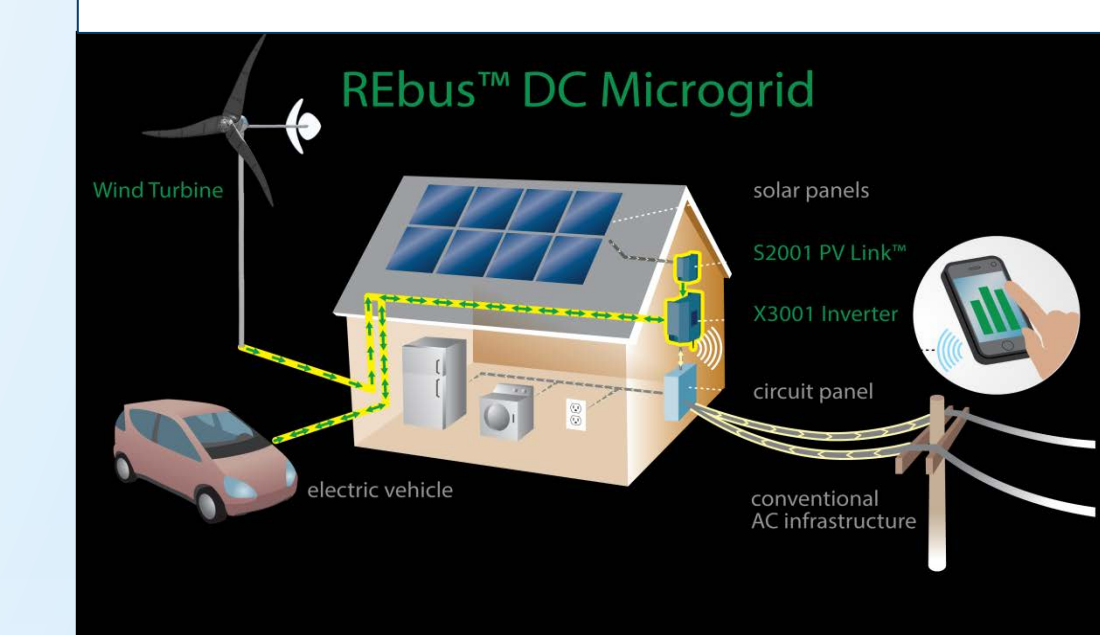 REbus™ DC Microgrid
Wind Turbine
solar panels
S2001 PV Link™
X3001 Inverter
circuit panel
electric vehicle
conventional
AC infrastructure